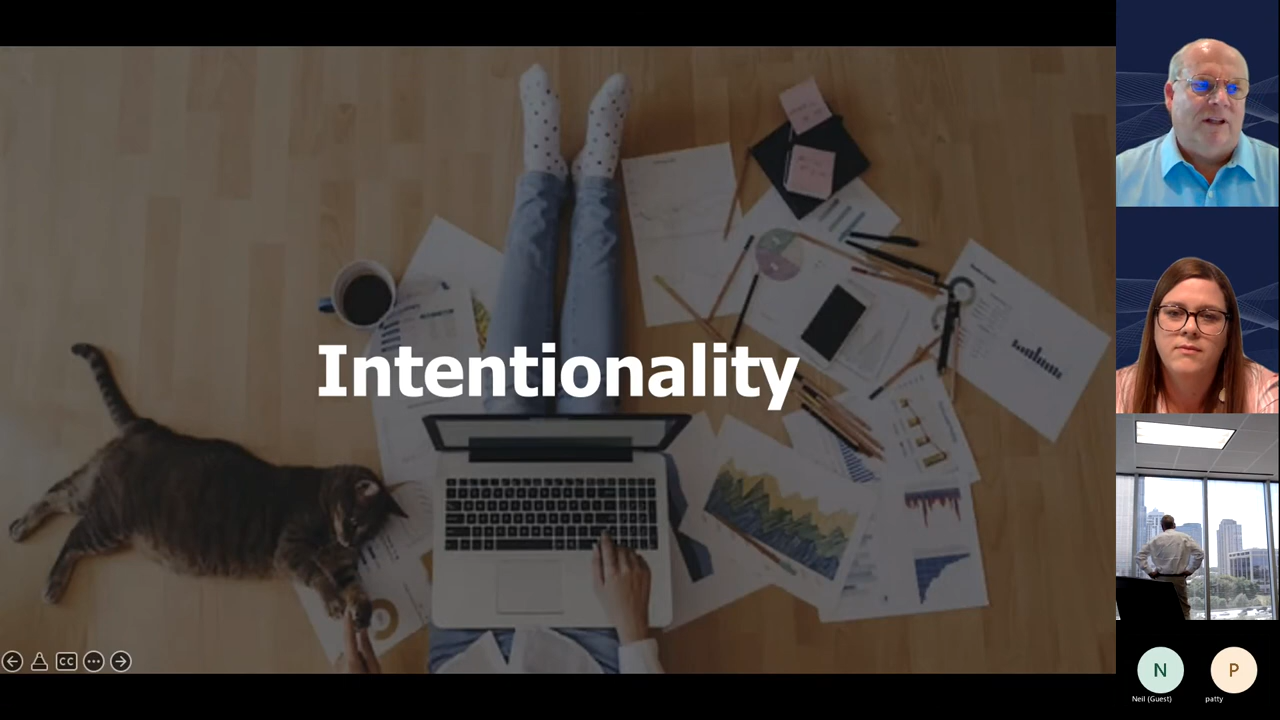 Intentionality
CC
N
P
Neil (Guest)
patty